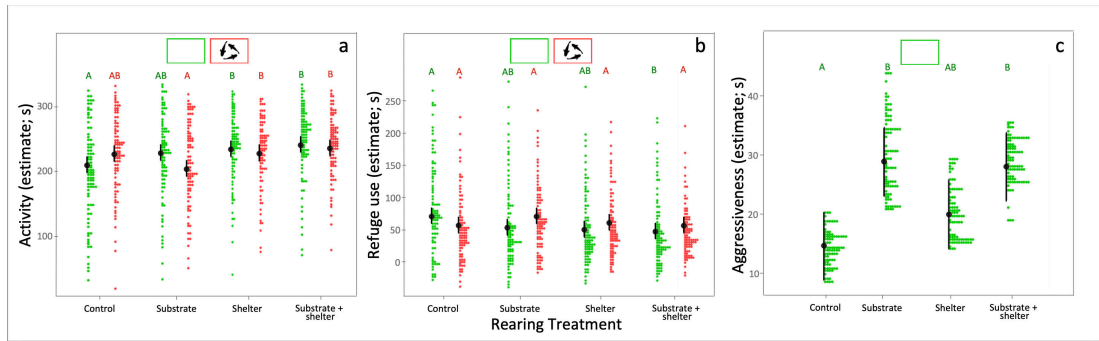 a
A AB AB A B B B B
Activity (estimate; s)
300
200
100
Control Substrate Shelter Substrate +
shelter
b
A A AB A AB A B A
Refuge use (estimate; s)
250
200
150
100
50
0
Control Substrate Shelter Substrate +
shelter
Rearing Treatment
c
A B AB B
Aggressiveness (estimate; s)
40
30
20
10
Control Substrate Shelter Substrate +
shelter